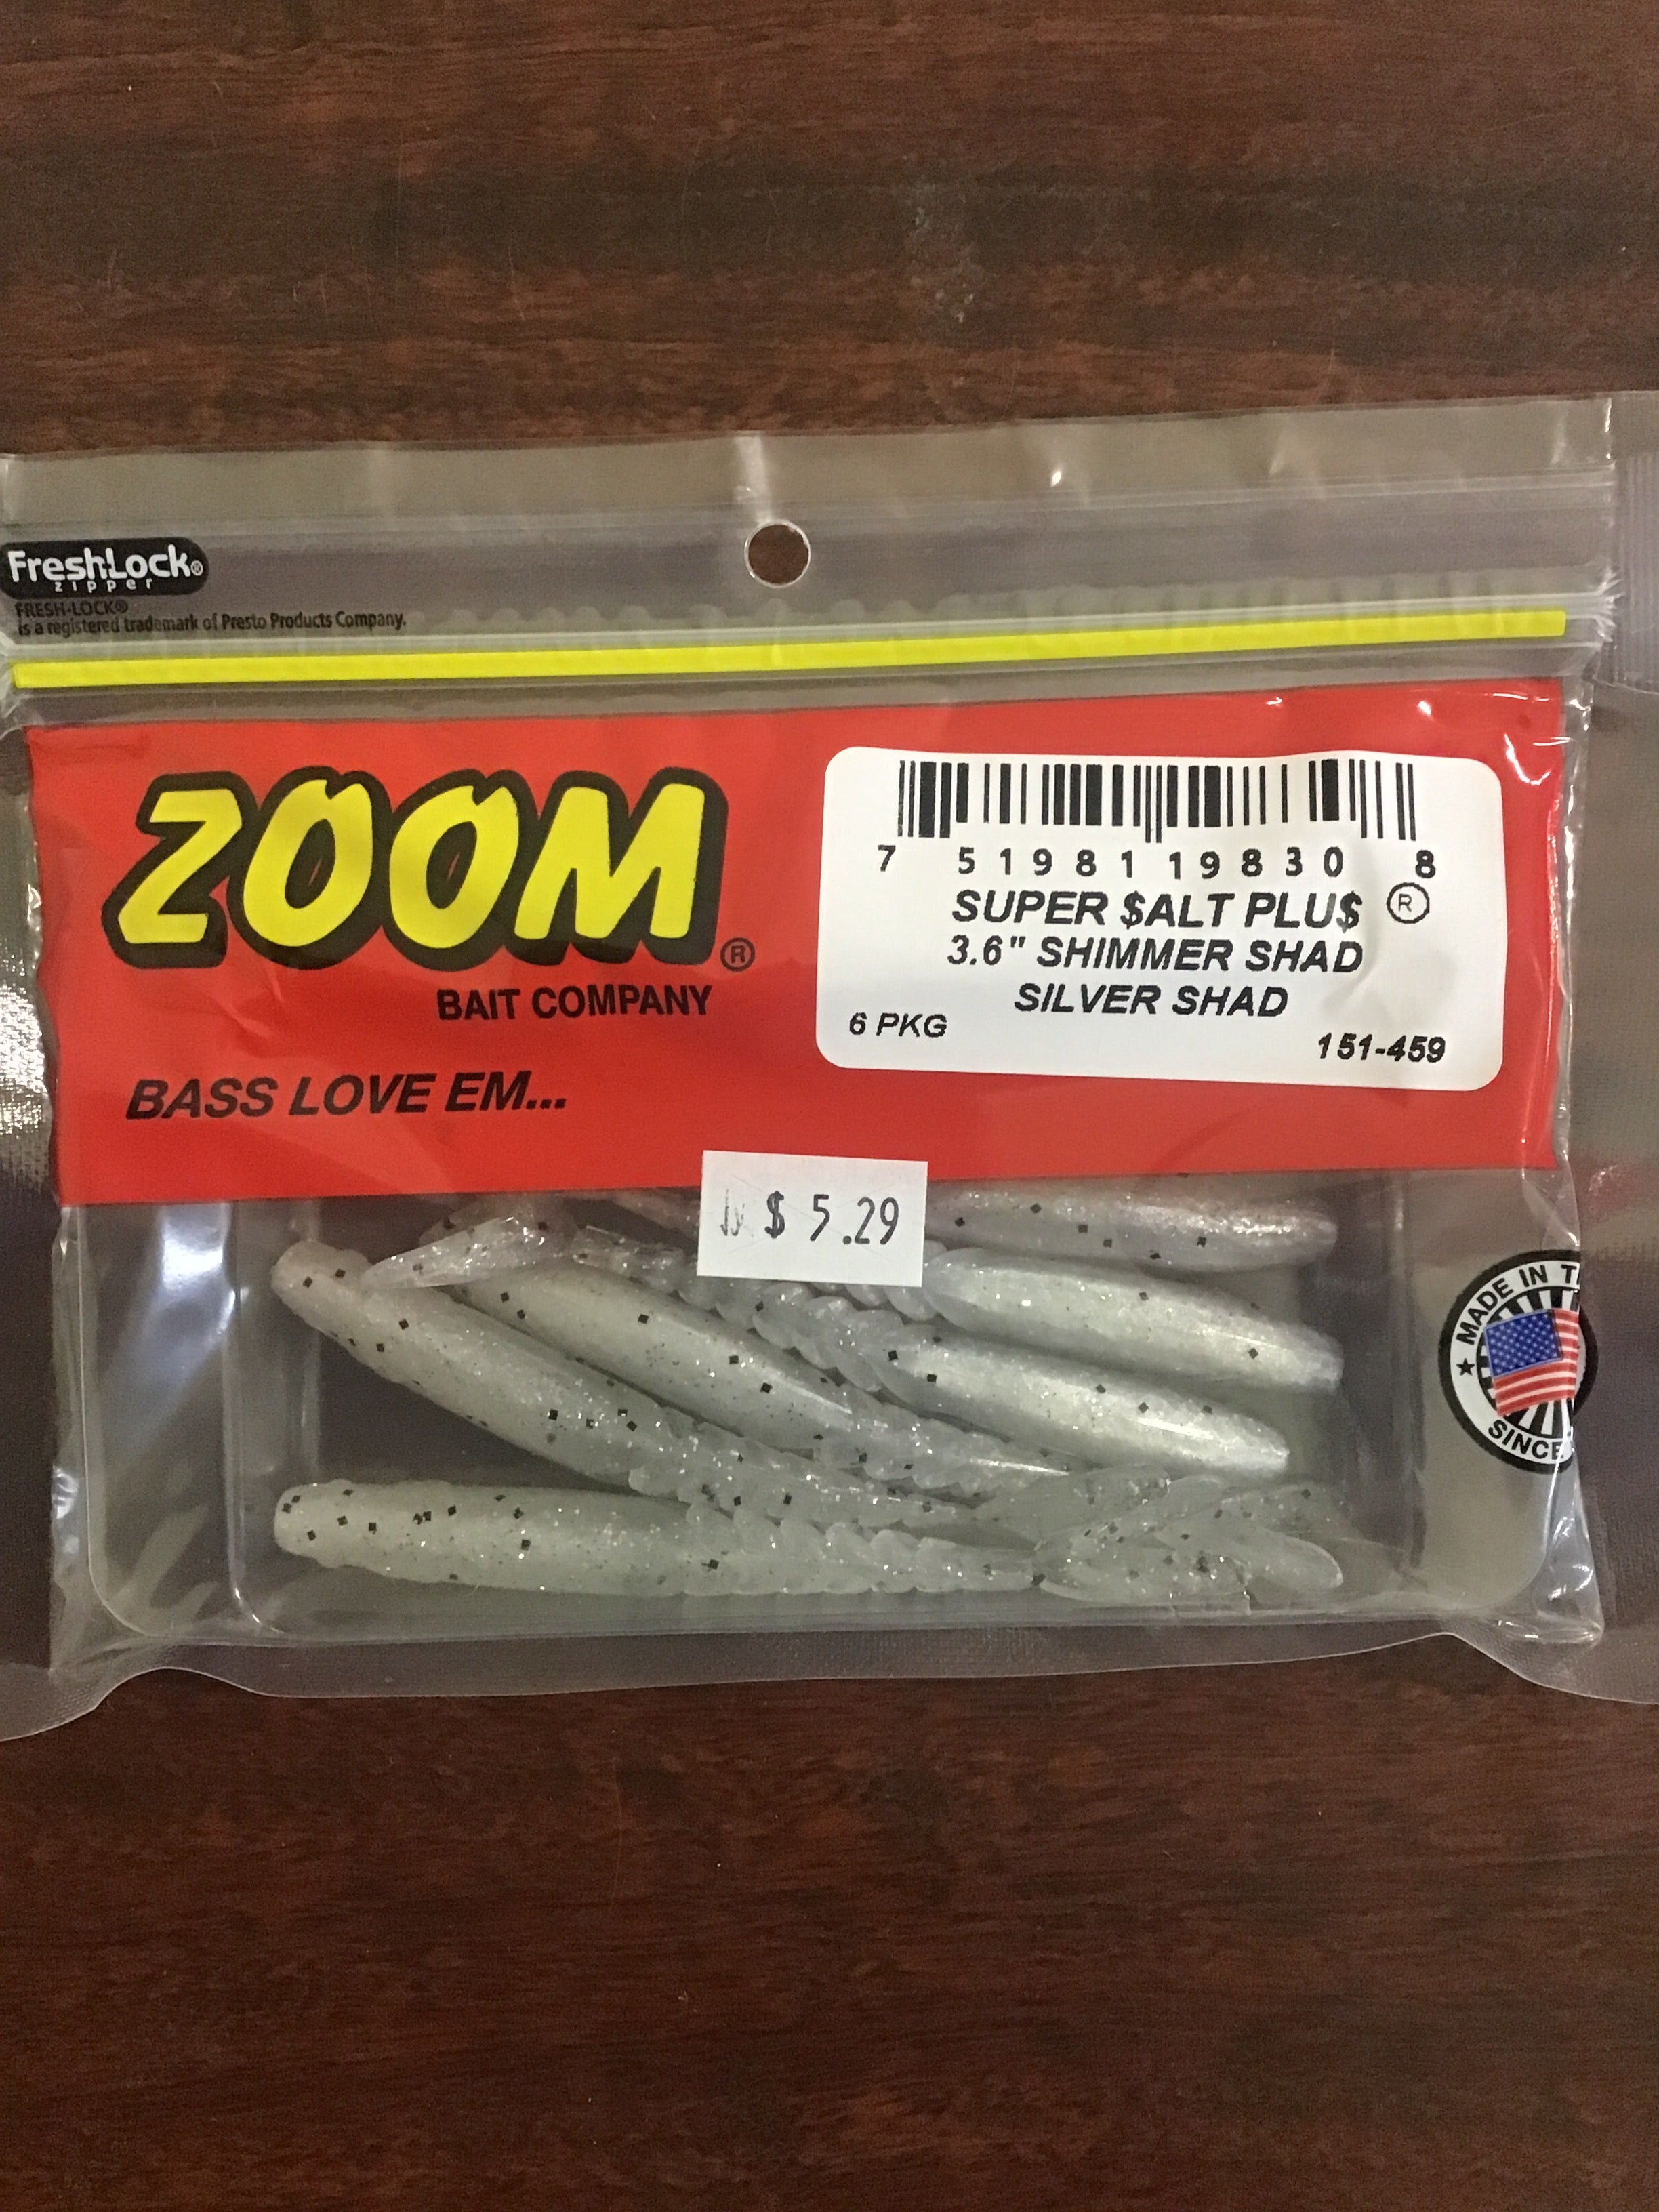 Fresh-Lock®
zipper
FRESH-LOCK®
is a registered trademark of Presto Products Company.
ZOOM®
BAIT COMPANY
BASS LOVE EM...
7 51981 19830 8
SUPER $ALT PLU$ ®
3.6" SHIMMER SHAD
SILVER SHAD
6 PKG
151-459
$ 5.29
★ MADE IN
SINCE